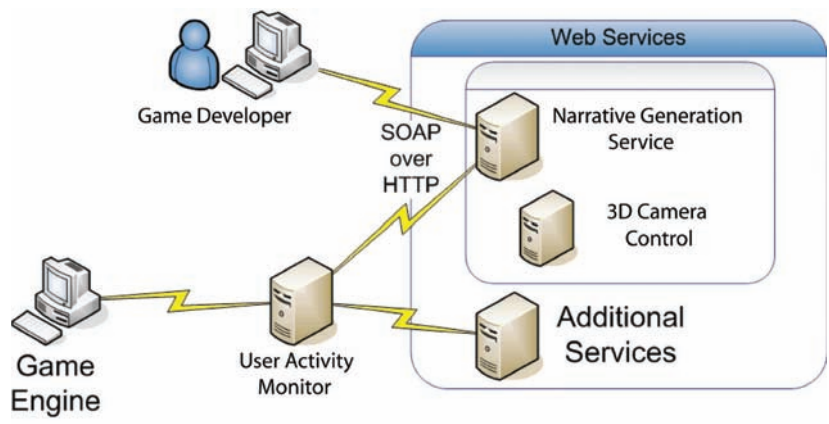 Web Services
Game Developer
Narrative Generation
Service
SOAP
over
HTTP
3D Camera
Control
Game
Engine
User Activity
Monitor
Additional
Services